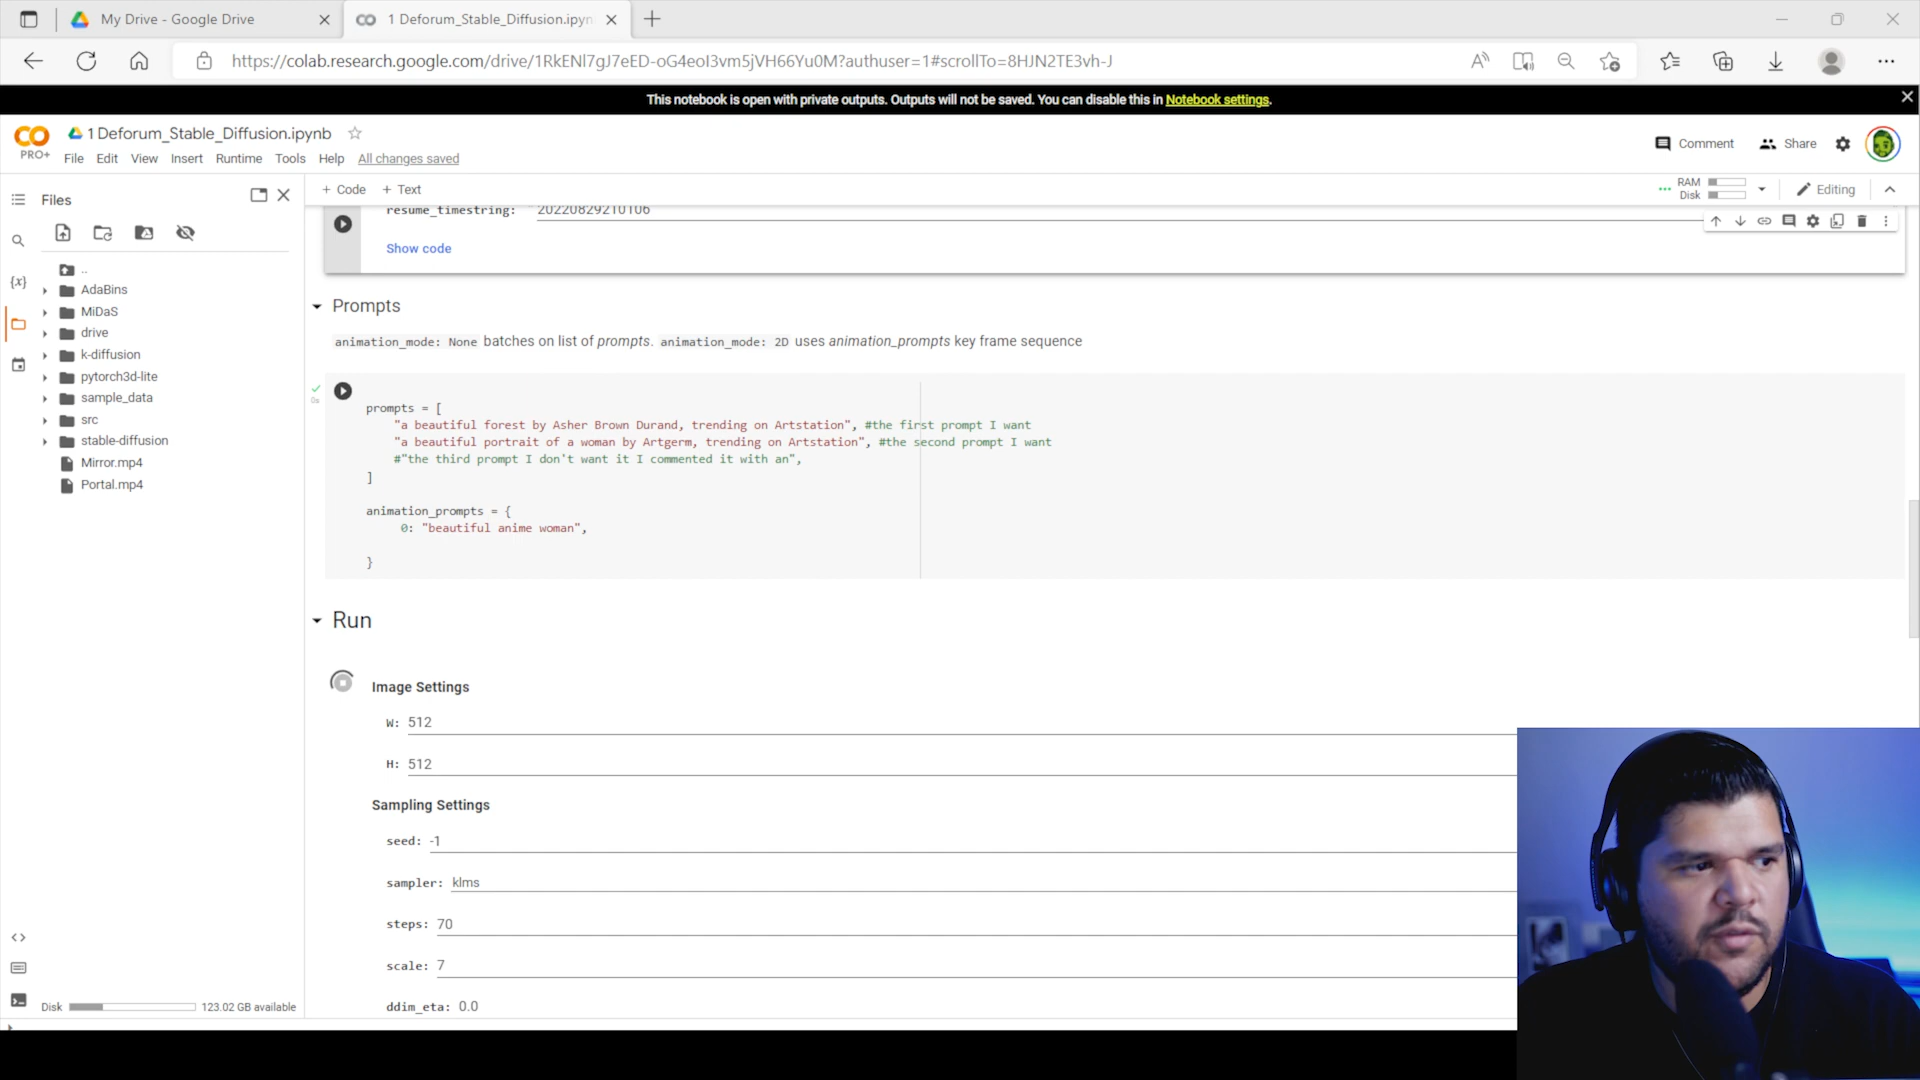 My Drive - Google Drive
1 Deforum_Stable_Diffusion.ipyn
https://colab.research.google.com/drive/1RkENl7gJ7eED-oG4eoI3vm5jVH66Yu0M?authuser=1#scrollTo=8HJN2TE3vh-J
This notebook is open with private outputs. Outputs will not be saved. You can disable this in Notebook settings.
CO
PRO+
1 Deforum_Stable_Diffusion.ipynb
File Edit View Insert Runtime Tools Help All changes saved
Comment
Share
Files
+ Code + Text
RAM
Disk
Editing
..
AdaBins
MiDaS
drive
k-diffusion
pytorch3d-lite
sample_data
src
stable-diffusion
Mirror.mp4
Portal.mp4
{x}
<>
Disk 123.02 GB available
resume_timestring: 20220829210106
Show code
Prompts
animation_mode: None batches on list of prompts. animation_mode: 2D uses animation_prompts key frame sequence
0s
prompts = [
"a beautiful forest by Asher Brown Durand, trending on Artstation", #the first prompt I want
"a beautiful portrait of a woman by Artgerm, trending on Artstation", #the second prompt I want
#"the third prompt I don't want it I commented it with an",
]
animation_prompts = {
0: "beautiful anime woman",
}
Run
Image Settings
W: 512
H: 512
Sampling Settings
seed: -1
sampler: klms
steps: 70
scale: 7
ddim_eta: 0.0